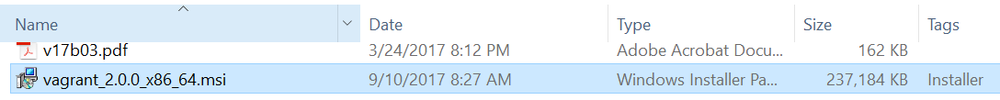 Name Date Type Size Tags
v17b03.pdf 3/24/2017 8:12 PM Adobe Acrobat Docu... 162 KB
vagrant_2.0.0_x86_64.msi 9/10/2017 8:27 AM Windows Installer Pa... 237,184 KB Installer